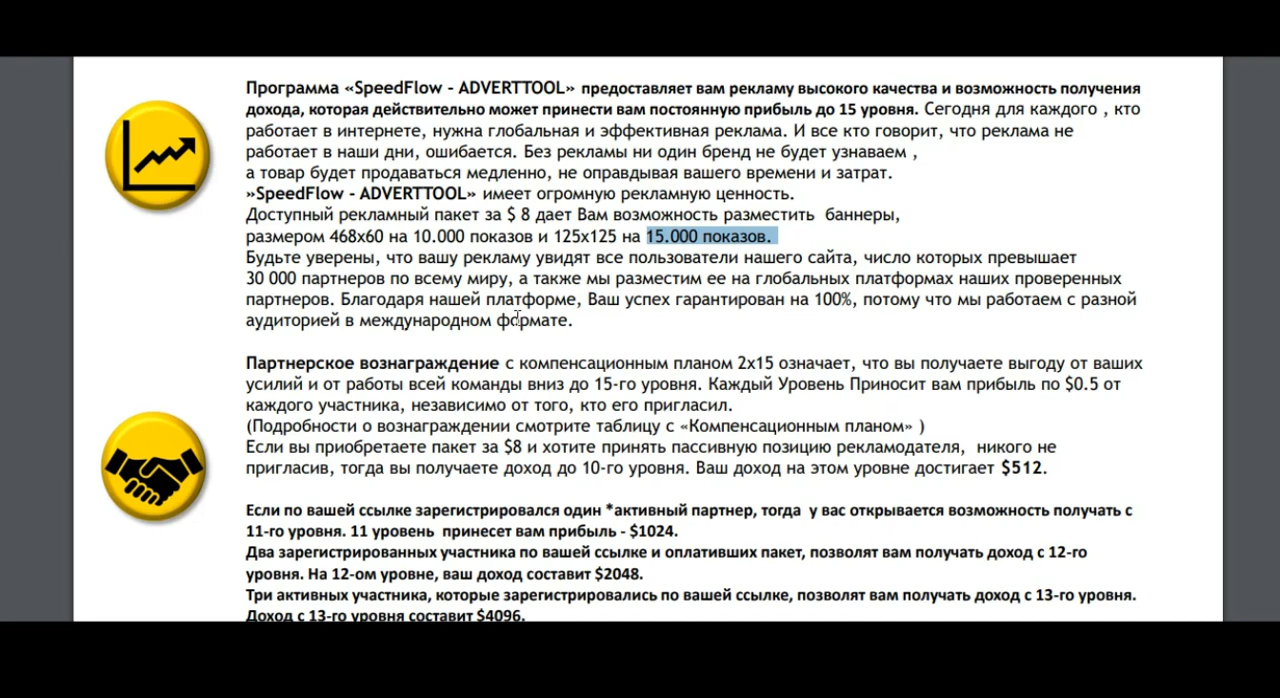 Программа «SpeedFlow - ADVERTTOOL» предоставляет вам рекламу высокого качества и возможность получения
дохода, которая действительно может принести вам постоянную прибыль до 15 уровня. Сегодня для каждого , кто
работает в интернете, нужна глобальная и эффективная реклама. И все кто говорит, что реклама не
работает в наши дни, ошибается. Без рекламы ни один бренд не будет узнаваем ,
а товар будет продаваться медленно, не оправдывая вашего времени и затрат.
»SpeedFlow - ADVERTTOOL» имеет огромную рекламную ценность.
Доступный рекламный пакет за $ 8 дает Вам возможность разместить баннеры,
размером 468x60 на 10.000 показов и 125x125 на 15.000 показов.
Будьте уверены, что вашу рекламу увидят все пользователи нашего сайта, число которых превышает
30 000 партнеров по всему миру, а также мы разместим ее на глобальных платформах наших проверенных
партнеров. Благодаря нашей платформе, Ваш успех гарантирован на 100%, потому что мы работаем с разной
аудиторией в международном формате.
Партнерское вознаграждение с компенсационным планом 2x15 означает, что вы получаете выгоду от ваших
усилий и от работы всей команды вниз до 15-го уровня. Каждый Уровень Приносит вам прибыль по $0.5 от
каждого участника, независимо от того, кто его пригласил.
(Подробности о вознаграждении смотрите таблицу с «Компенсационным планом» )
Если вы приобретаете пакет за $8 и хотите принять пассивную позицию рекламодателя, никого не
пригласив, тогда вы получаете доход до 10-го уровня. Ваш доход на этом уровне достигает $512.
Если по вашей ссылке зарегистрировался один *активный партнер, тогда у вас открывается возможность получать с
11-го уровня. 11 уровень принесет вам прибыль - $1024.
Два зарегистрированных участника по вашей ссылке и оплативших пакет, позволят вам получать доход с 12-го
уровня. На 12-ом уровне, ваш доход составит $2048.
Три активных участника, которые зарегистрировались по вашей ссылке, позволят вам получать доход с 13-го уровня.
Доход с 13-го уровня составит $4096.